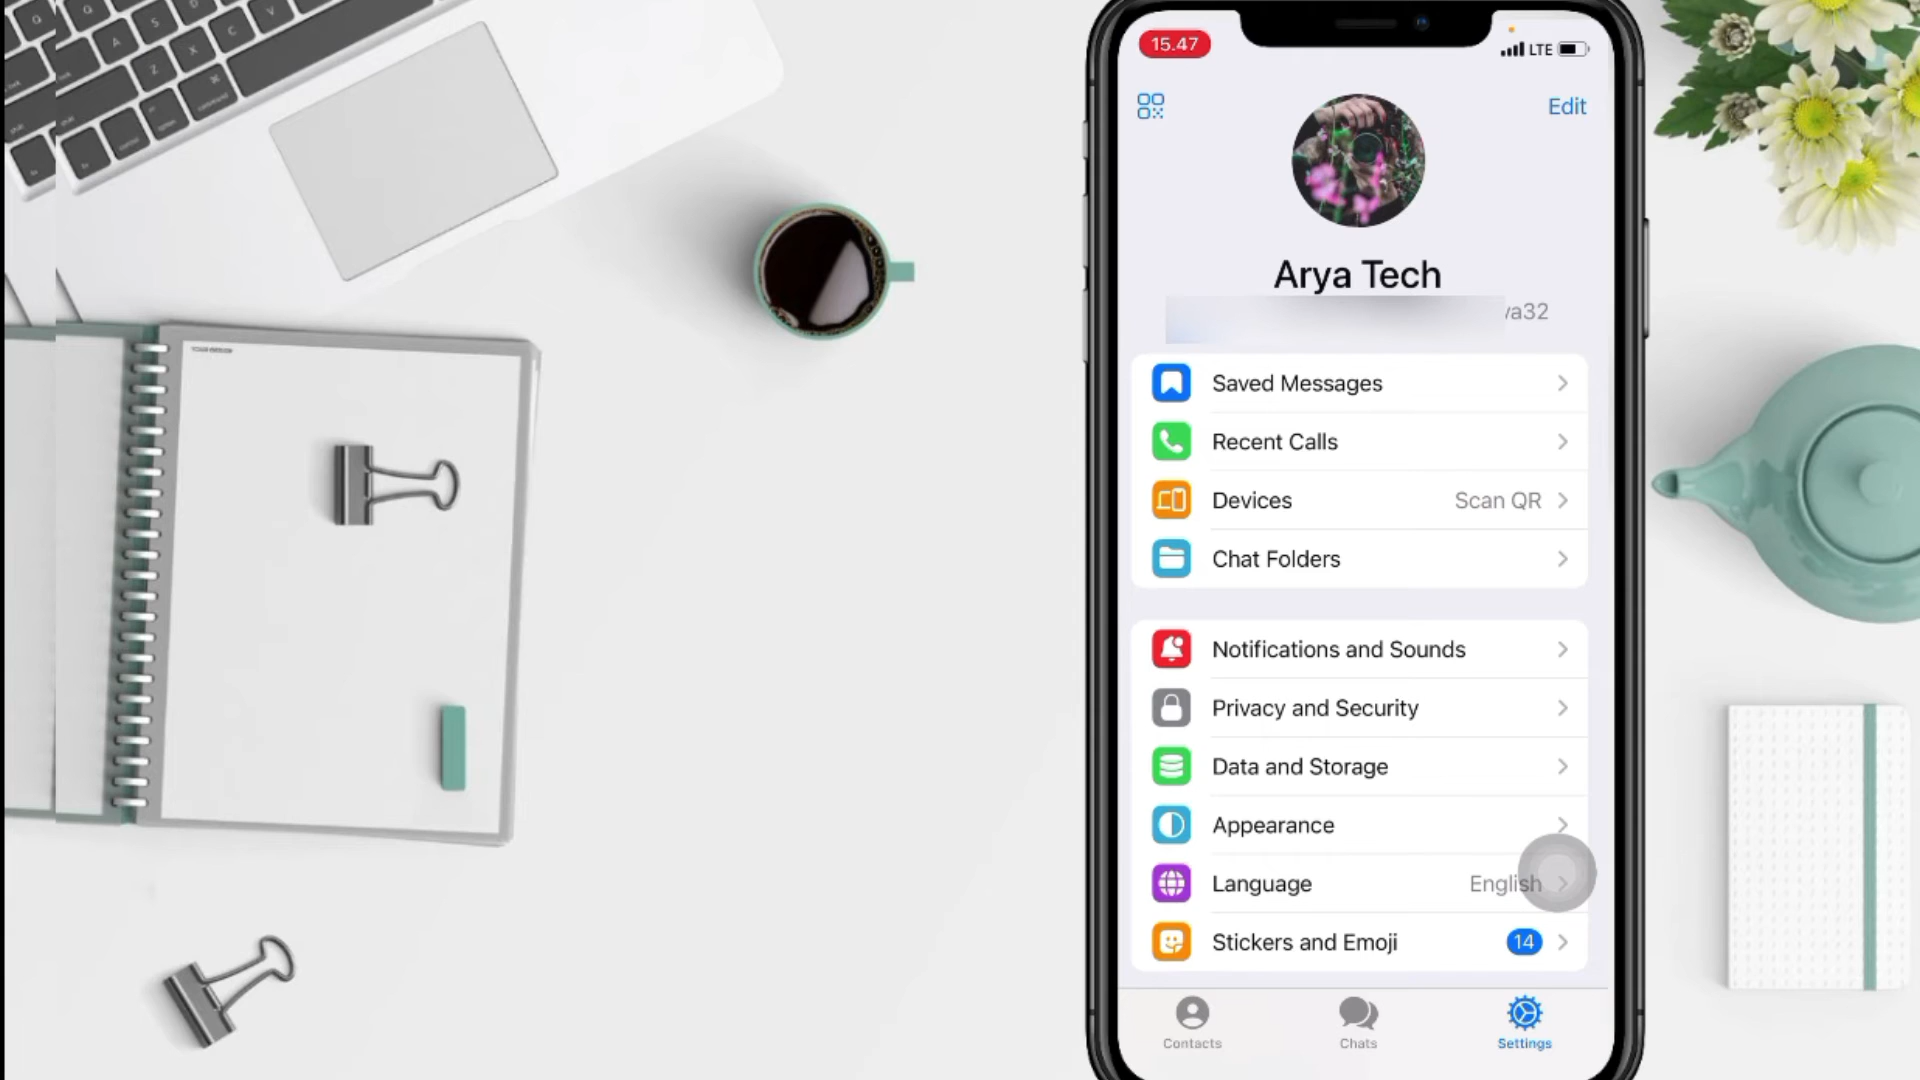 15.47
LTE
Edit
Arya Tech
va32
Saved Messages
Recent Calls
Devices
Scan QR
Chat Folders
Notifications and Sounds
Privacy and Security
Data and Storage
Appearance
Language
English
Stickers and Emoji
14
Contacts
Chats
Settings